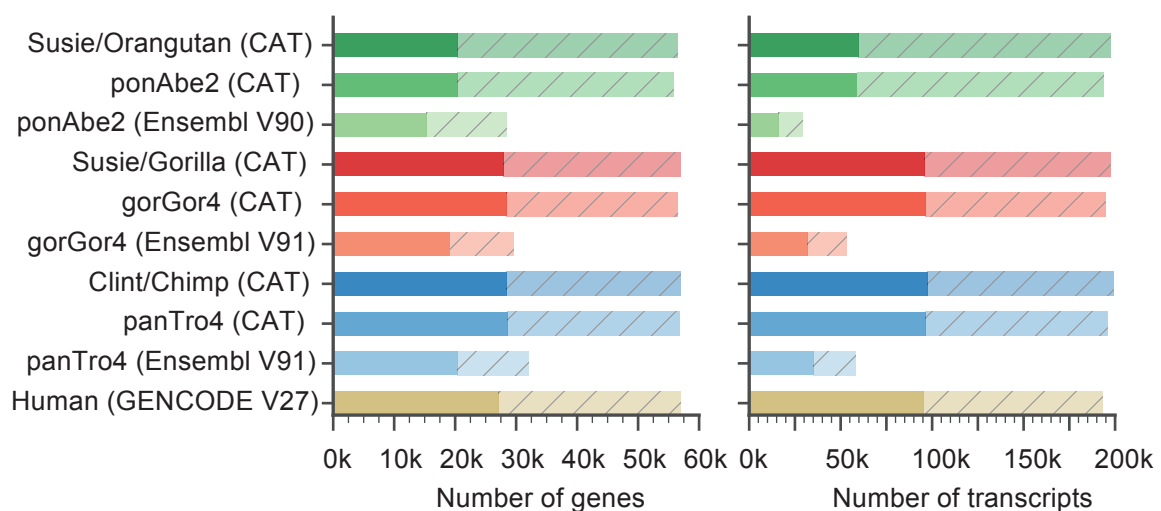 Susie/Orangutan (CAT)
ponAbe2 (CAT)
ponAbe2 (Ensembl V90)
Susie/Gorilla (CAT)
gorGor4 (CAT)
gorGor4 (Ensembl V91)
Clint/Chimp (CAT)
panTro4 (CAT)
panTro4 (Ensembl V91)
Human (GENCODE V27)
0k 10k 20k 30k 40k 50k 60k
Number of genes
0k 50k 100k 150k 200k
Number of transcripts